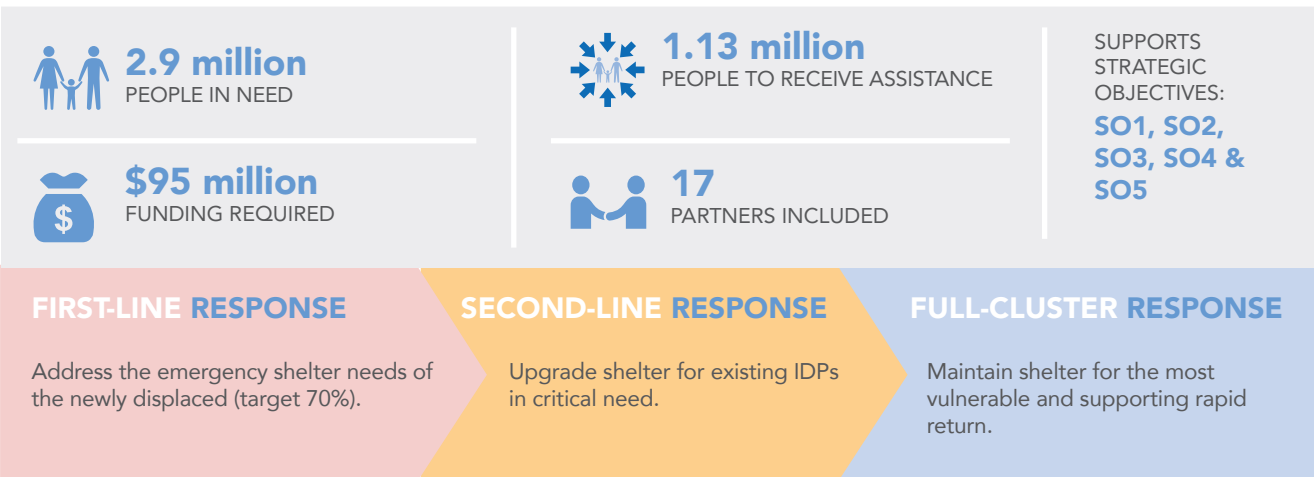 2.9 million
PEOPLE IN NEED
1.13 million
PEOPLE TO RECEIVE ASSISTANCE
SUPPORTS
STRATEGIC
OBJECTIVES:
SO1, SO2,
SO3, SO4 &
SO5
$
$95 million
FUNDING REQUIRED
17
PARTNERS INCLUDED
FIRST-LINE RESPONSE
Address the emergency shelter needs of
the newly displaced (target 70%).
SECOND-LINE RESPONSE
Upgrade shelter for existing IDPs
in critical need.
FULL-CLUSTER RESPONSE
Maintain shelter for the most
vulnerable and supporting rapid
return.